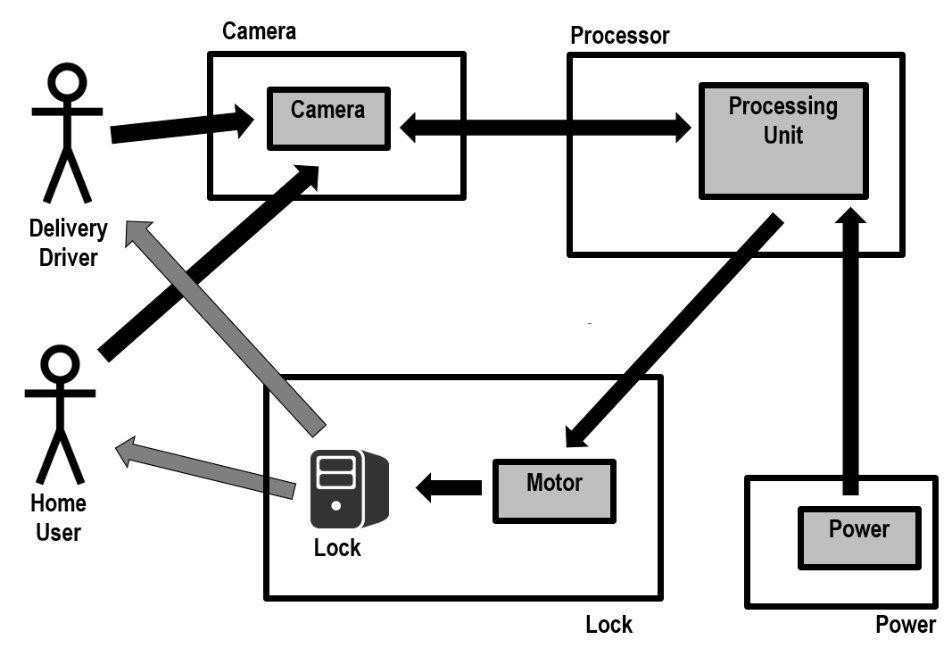 Camera
Processor
Camera
Processing
Unit
Delivery
Driver
Home
User
Lock
Motor
Power
Lock
Power